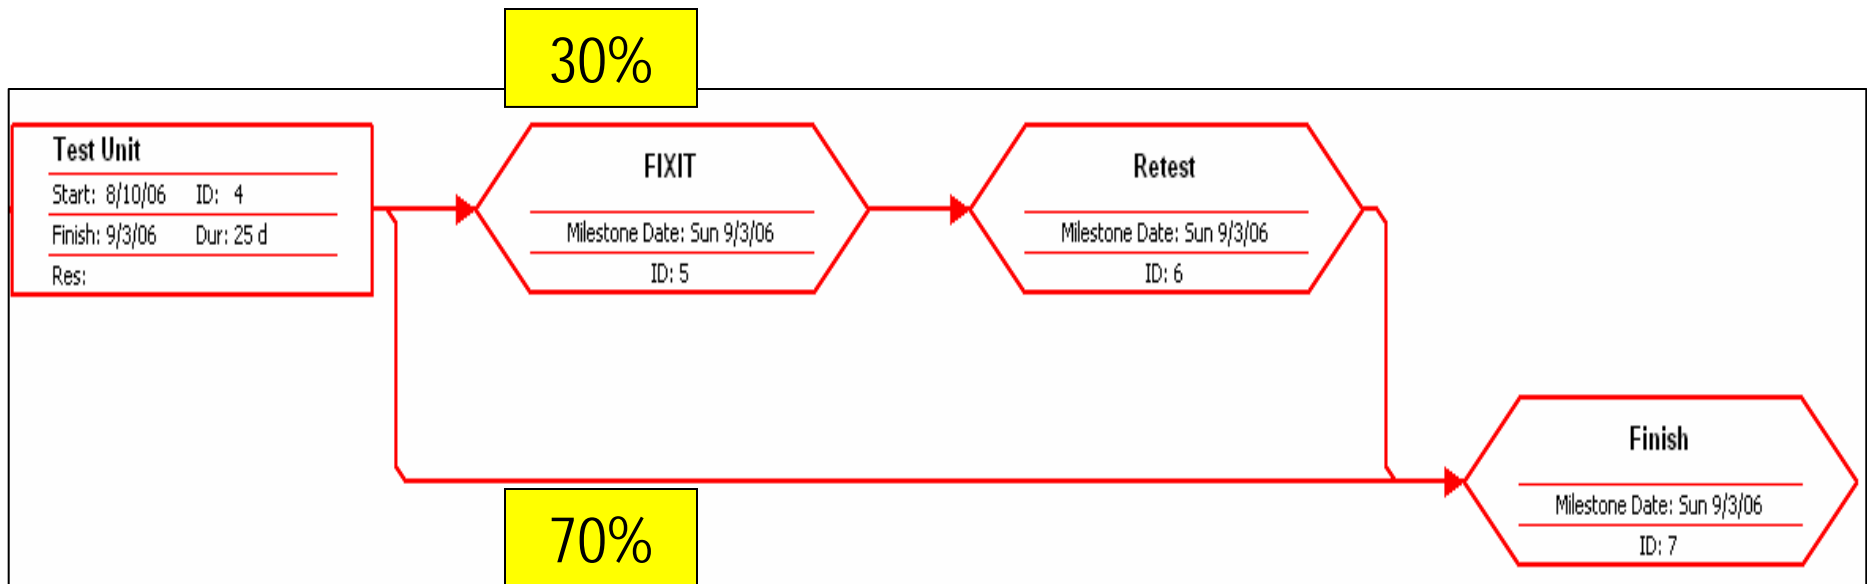 30%
Test Unit
Start: 8/10/06 ID: 4
Finish: 9/3/06 Dur: 25 d
Res:
FIXIT
Milestone Date: Sun 9/3/06
ID: 5
Retest
Milestone Date: Sun 9/3/06
ID: 6
Finish
Milestone Date: Sun 9/3/06
ID: 7
70%